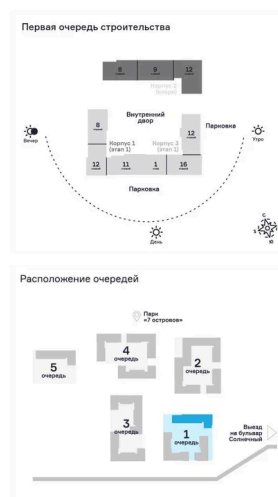 Первая очередь строительства
8 9 12
Корпус 2
(скоро)
Внутренний
двор
8
12
Парковка
Вечер
Утро
Корпус 1
(этап 1)
Корпус 3
(этап 2)
12 11 1 16
Парковка
День
С
Ю
Расположение очередей
Парк
«7 островов»
5
очередь
4
очередь
2
очередь
3
очередь
1
очередь
Выезд
на бульвар
Солнечный